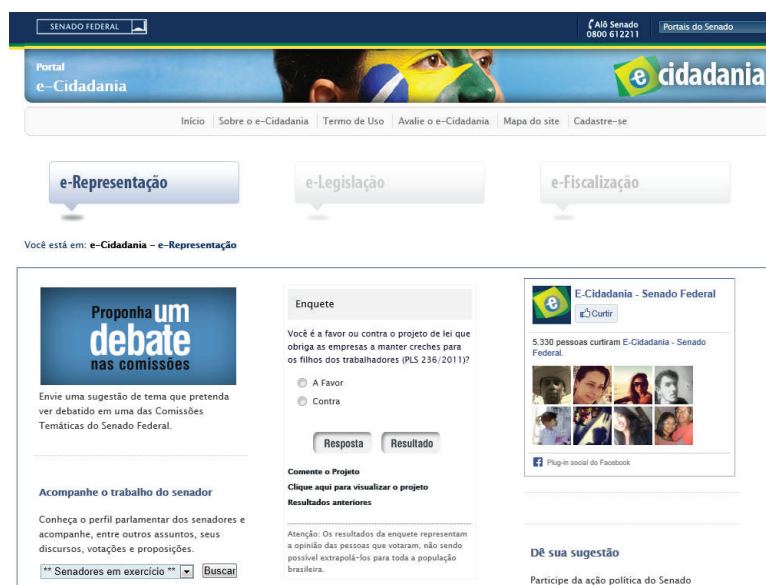 SENADO FEDERAL
Alô Senado
0800 612211
Portais do Senado
Portal
e-Cidadania
e cidadania
Início
Sobre o e-Cidadania
Termo de Uso
Avalie o e-Cidadania
Mapa do site
Cadastre-se
e-Representação
e-Legislação
e-Fiscalização
Você está em: e-Cidadania – e-Representação
Proponha um
debate
nas comissões
Envie uma sugestão de tema que pretenda
ver debatido em uma das Comissões
Temáticas do Senado Federal.
Acompanhe o trabalho do senador
Conheça o perfil parlamentar dos senadores e
acompanhe, entre outros assuntos, seus
discursos, votações e proposições.
** Senadores em exercício **
Buscar
Enquete
Você é a favor ou contra o projeto de lei que
obriga as empresas a manter creches para
os filhos dos trabalhadores (PLS 236/2011)?
A Favor
Contra
Resposta
Resultado
Comente o Projeto
Clique aqui para visualizar o projeto
Resultados anteriores
Atenção: Os resultados da enquete representam
a opinião das pessoas que votaram, não sendo
possível extrapolá-los para toda a população
brasileira.
e
E-Cidadania - Senado Federal
Curtir
5.330 pessoas curtiram E-Cidadania - Senado
Federal.
Plug-in social do Facebook
Dê sua sugestão
Participe da ação política do Senado